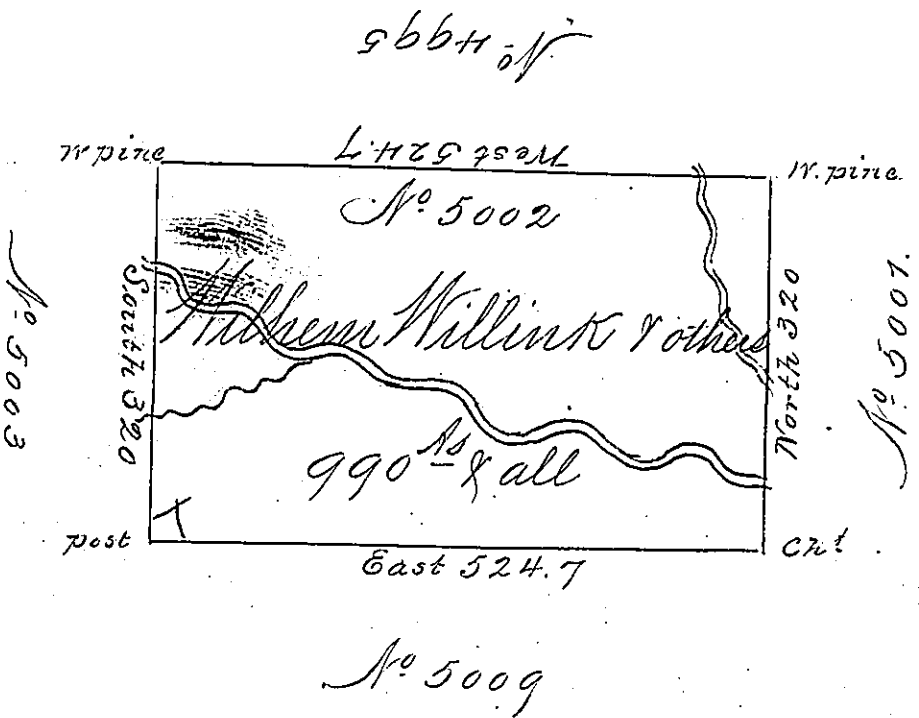 No 4995
West 524.7
W pine
W. pine
No 5002
Wilhem Willink & others
990 As & all
South 320
North 320
No 5003
No 5001.
post
Cht.
East 524.7
No 5009